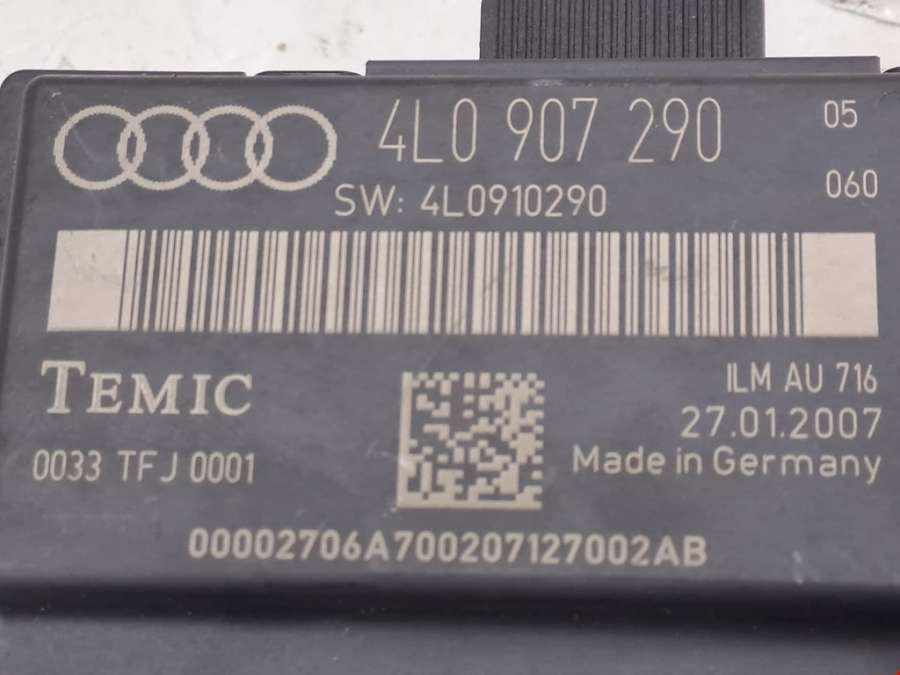 4L0 907 290 05
SW: 4L0910290 060
TEMIC
ILM AU 716
27.01.2007
0033 TFJ 0001
Made in Germany
00002706A700207127002AB